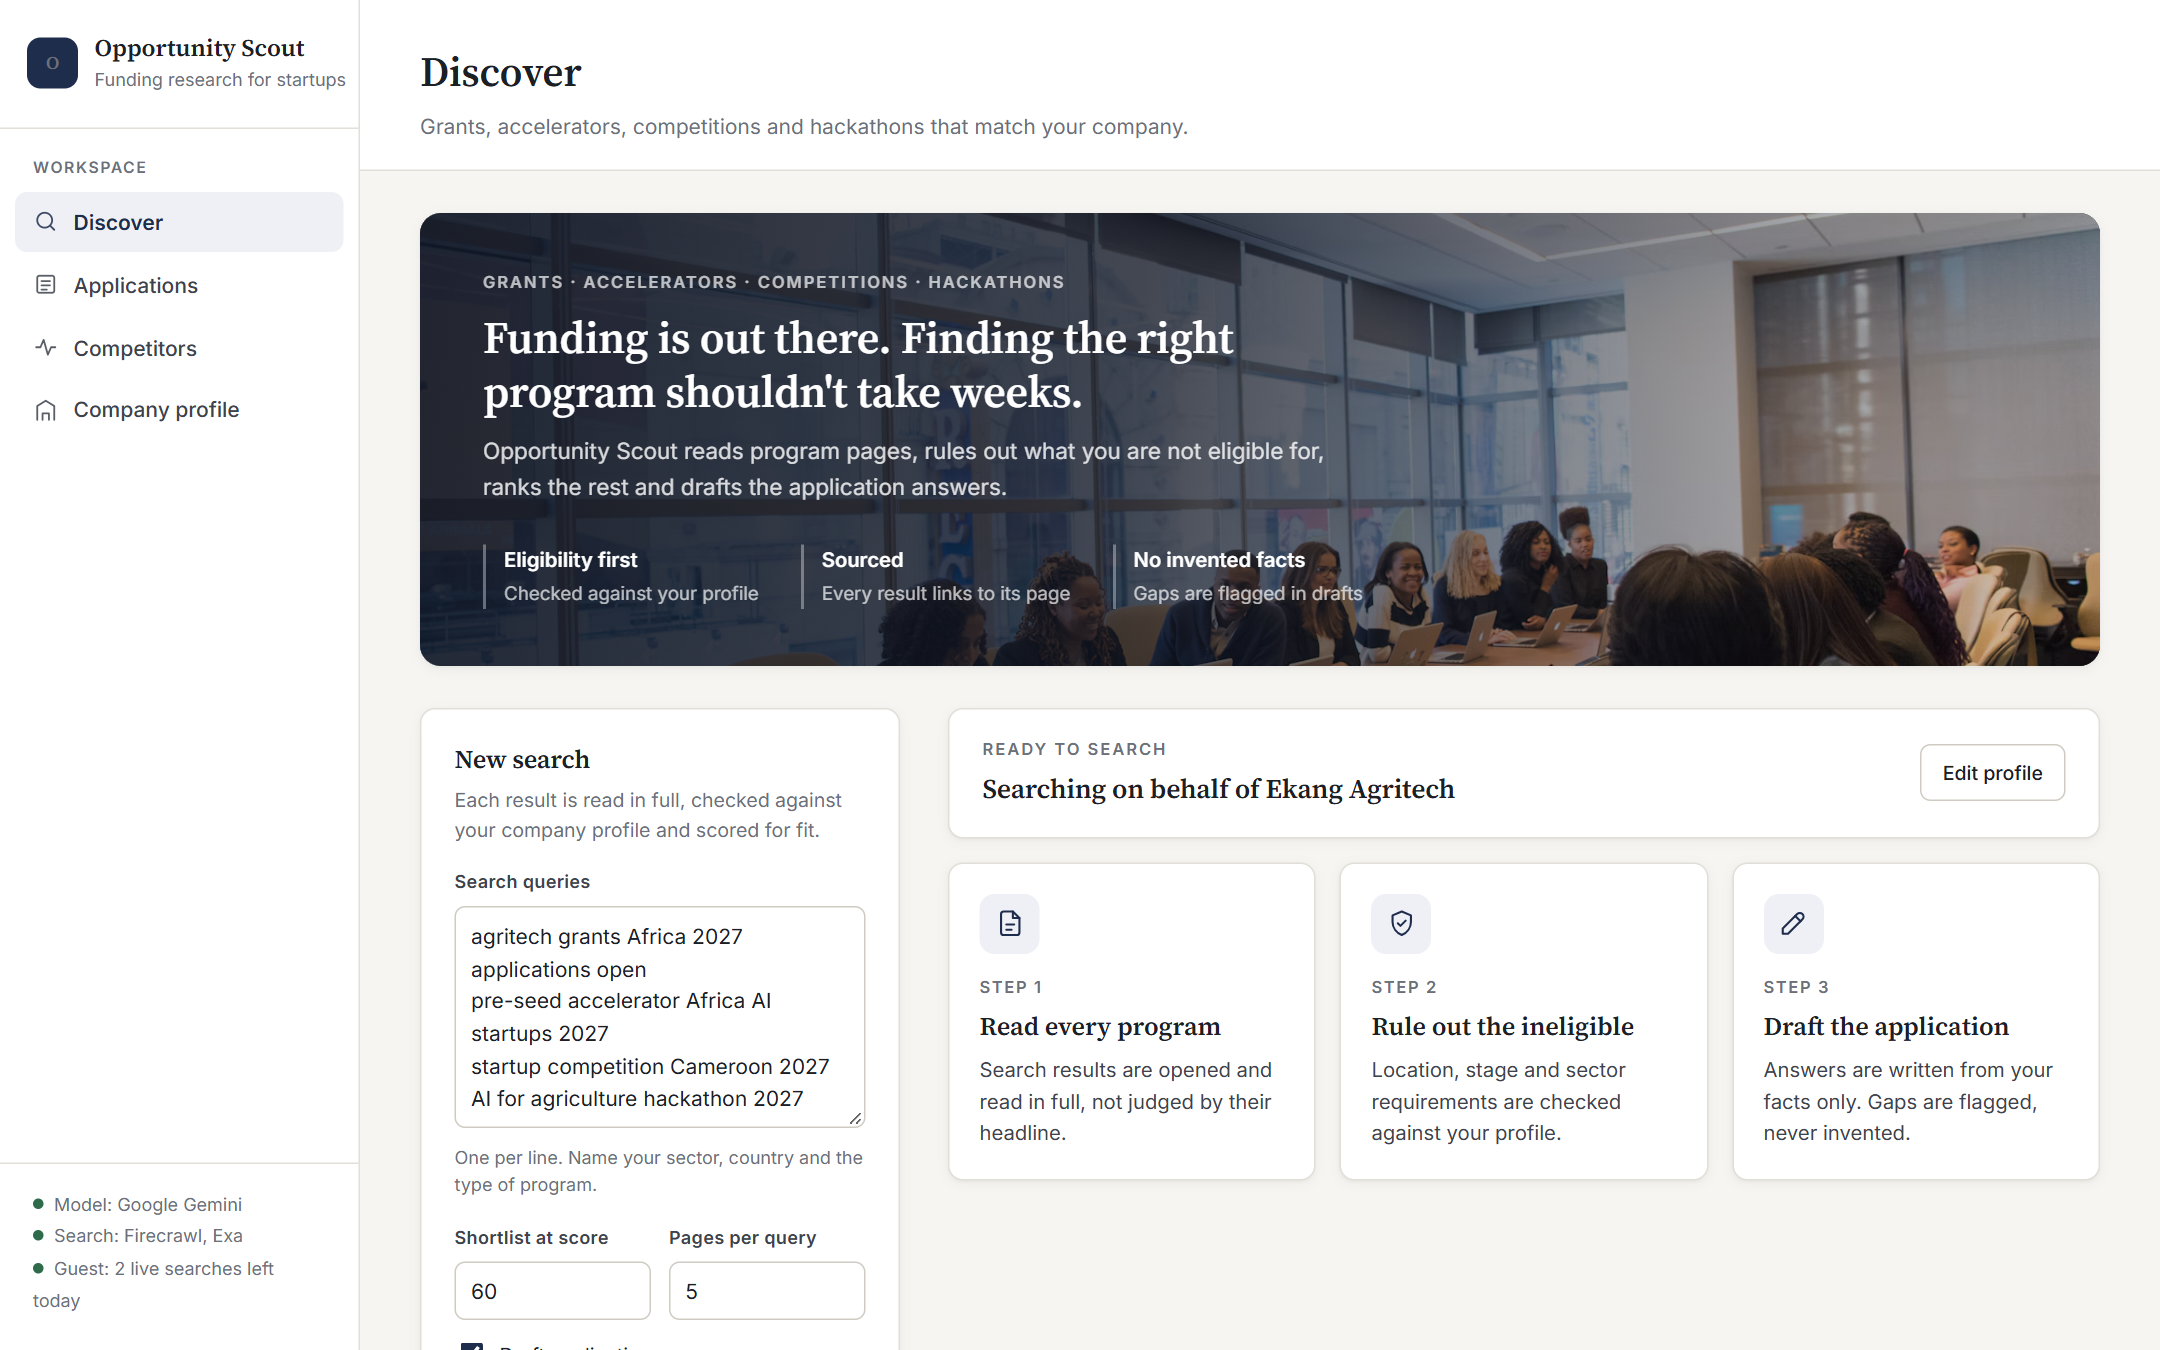 O
Opportunity Scout
Funding research for startups
WORKSPACE
Discover
Applications
Competitors
Company profile
Model: Google Gemini
Search: Firecrawl, Exa
Guest: 2 live searches left
today
Discover
Grants, accelerators, competitions and hackathons that match your company.
GRANTS · ACCELERATORS · COMPETITIONS · HACKATHONS
Funding is out there. Finding the right
program shouldn't take weeks.
Opportunity Scout reads program pages, rules out what you are not eligible for,
ranks the rest and drafts the application answers.
Eligibility first
Checked against your profile
Sourced
Every result links to its page
No invented facts
Gaps are flagged in drafts
New search
Each result is read in full, checked against
your company profile and scored for fit.
Search queries
agritech grants Africa 2027
applications open
pre-seed accelerator Africa AI
startups 2027
startup competition Cameroon 2027
AI for agriculture hackathon 2027
One per line. Name your sector, country and the
type of program.
Shortlist at score
Pages per query
60
5
READY TO SEARCH
Searching on behalf of Ekang Agritech
Edit profile
STEP 1
Read every program
Search results are opened and
read in full, not judged by their
headline.
STEP 2
Rule out the ineligible
Location, stage and sector
requirements are checked
against your profile.
STEP 3
Draft the application
Answers are written from your
facts only. Gaps are flagged,
never invented.